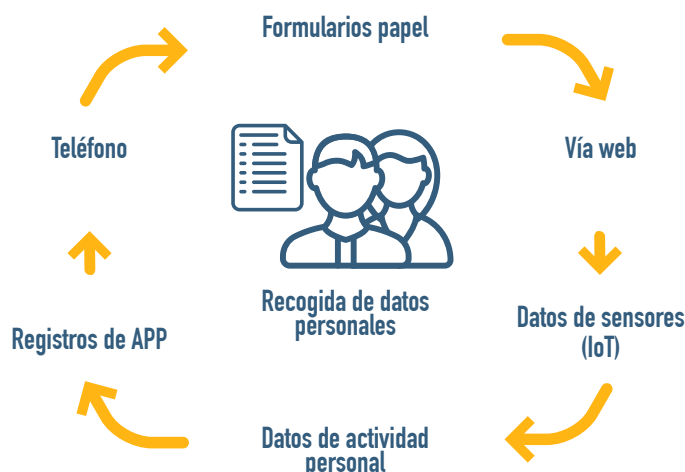 Formularios papel
Teléfono
Vía web
Recogida de datos
personales
Registros de APP
Datos de sensores
(IoT)
Datos de actividad
personal